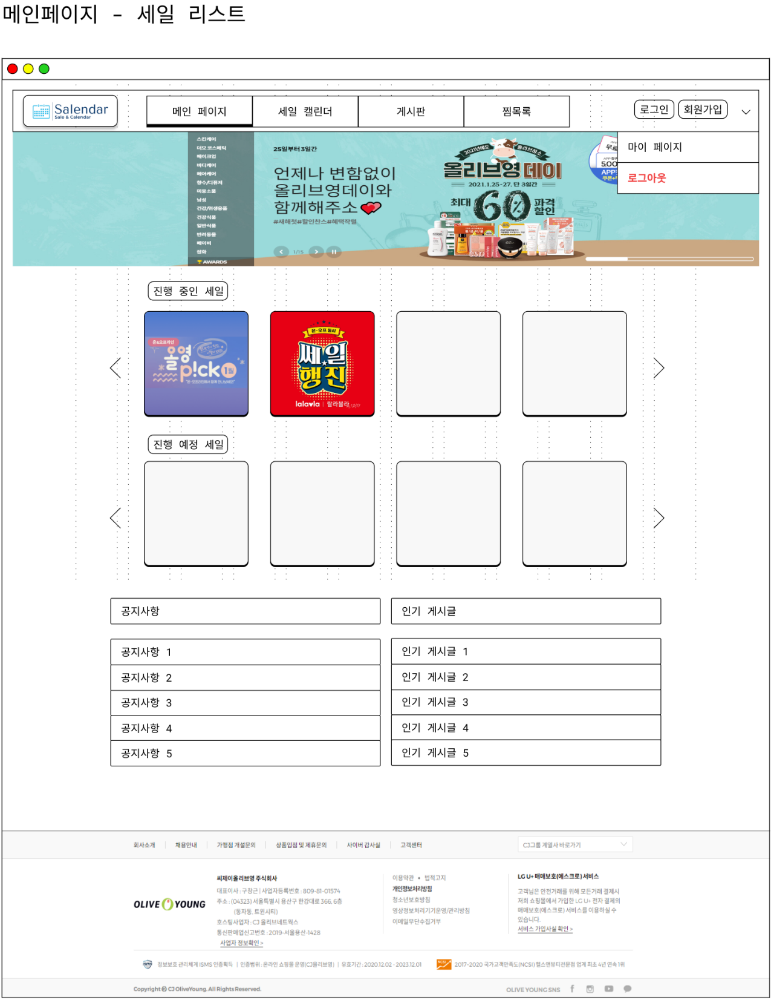 메인페이지 - 세일 리스트
Salendar
Sale & Calendar
메인 페이지
세일 캘린더
게시판
찜목록
로그인
회원가입
마이 페이지
로그아웃
스킨케어
더모 코스메틱
메이크업
바디케어
헤어케어
향수/디퓨저
미용소품
남성
건강/위생용품
건강식품
일반식품
반려동물
베이비
잡화
AWARDS
25일부터 3일간
언제나 변함없이
올리브영데이와
함께해주소
#새해첫#할인찬스#혜택작렬
1/15
2021년에도 올리브하소
올리브영 데이
2021.1.25-27, 단 3일간
최대 60% 파격 할인
진행 중인 세일
온&오프라인
올영
p!ck 1월
온-오프 동시
쎄일
행진
lalavla | 랄라블라
진행 예정 세일
공지사항
공지사항 1
공지사항 2
공지사항 3
공지사항 4
공지사항 5
인기 게시글
인기 게시글 1
인기 게시글 2
인기 게시글 3
인기 게시글 4
인기 게시글 5
회사소개
채용안내
가맹점 개설문의
상품입점 및 제휴문의
사이버 감사실
고객센터
CJ그룹 계열사 바로가기
OLIVE YOUNG
씨제이올리브영 주식회사
대표이사 : 구창근 | 사업자등록번호 : 809-81-01574
주소 : (04323) 서울특별시 용산구 한강대로 366, 6층
(동자동, 트윈시티)
호스팅사업자 : CJ 올리브네트웍스
통신판매업신고번호 : 2019-서울용산-1428
사업자 정보확인 >
이용약관 • 법적고지
개인정보처리방침
청소년보호방침
영상정보처리기기운영/관리방침
이메일무단수집거부
LG U+ 매매보호(에스크로) 서비스
고객님은 안전거래를 위해 모든거래 결제시
저희 쇼핑몰에서 가입한 LG U+ 전자 결제의
매매보호(에스크로) 서비스를 이용하실 수
있습니다.
서비스 가입사실 확인 >
정보보호 관리체계 ISMS 인증획득 | 인증범위 : 온라인 쇼핑몰 운영(CJ올리브영) | 유효기간 : 2020.12.02 - 2023.12.01
NCSI
2017-2020 국가고객만족도(NCSI) 헬스앤뷰티전문점 업계 최초 4년 연속 1위
Copyright ⓒ CJ OliveYoung. All Rights Reserved.
OLIVE YOUNG SNS